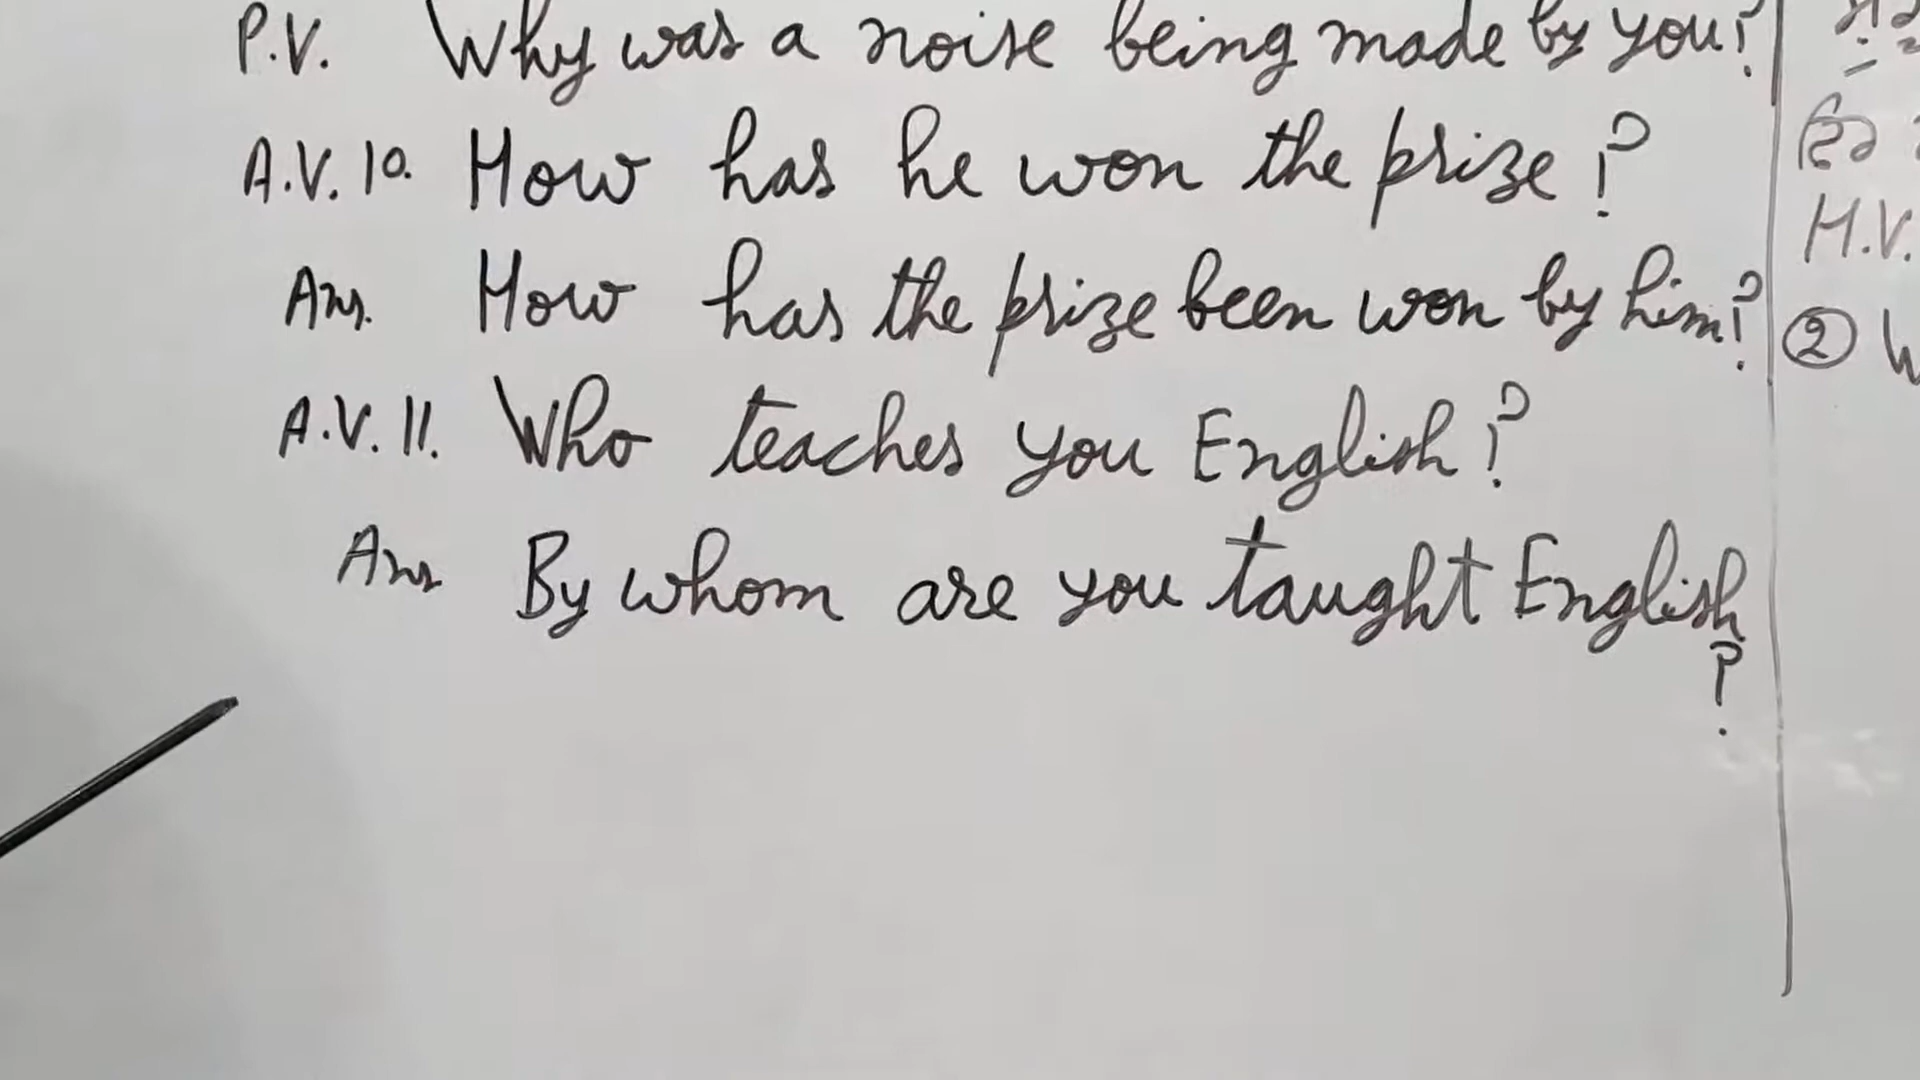 P.V. Why was a noise being made by you?
A.V. 10. How has he won the prize?
Ans. How has the prize been won by him?
A.V. 11. Who teaches you English?
Ans By whom are you taught English
?
H.V.
②